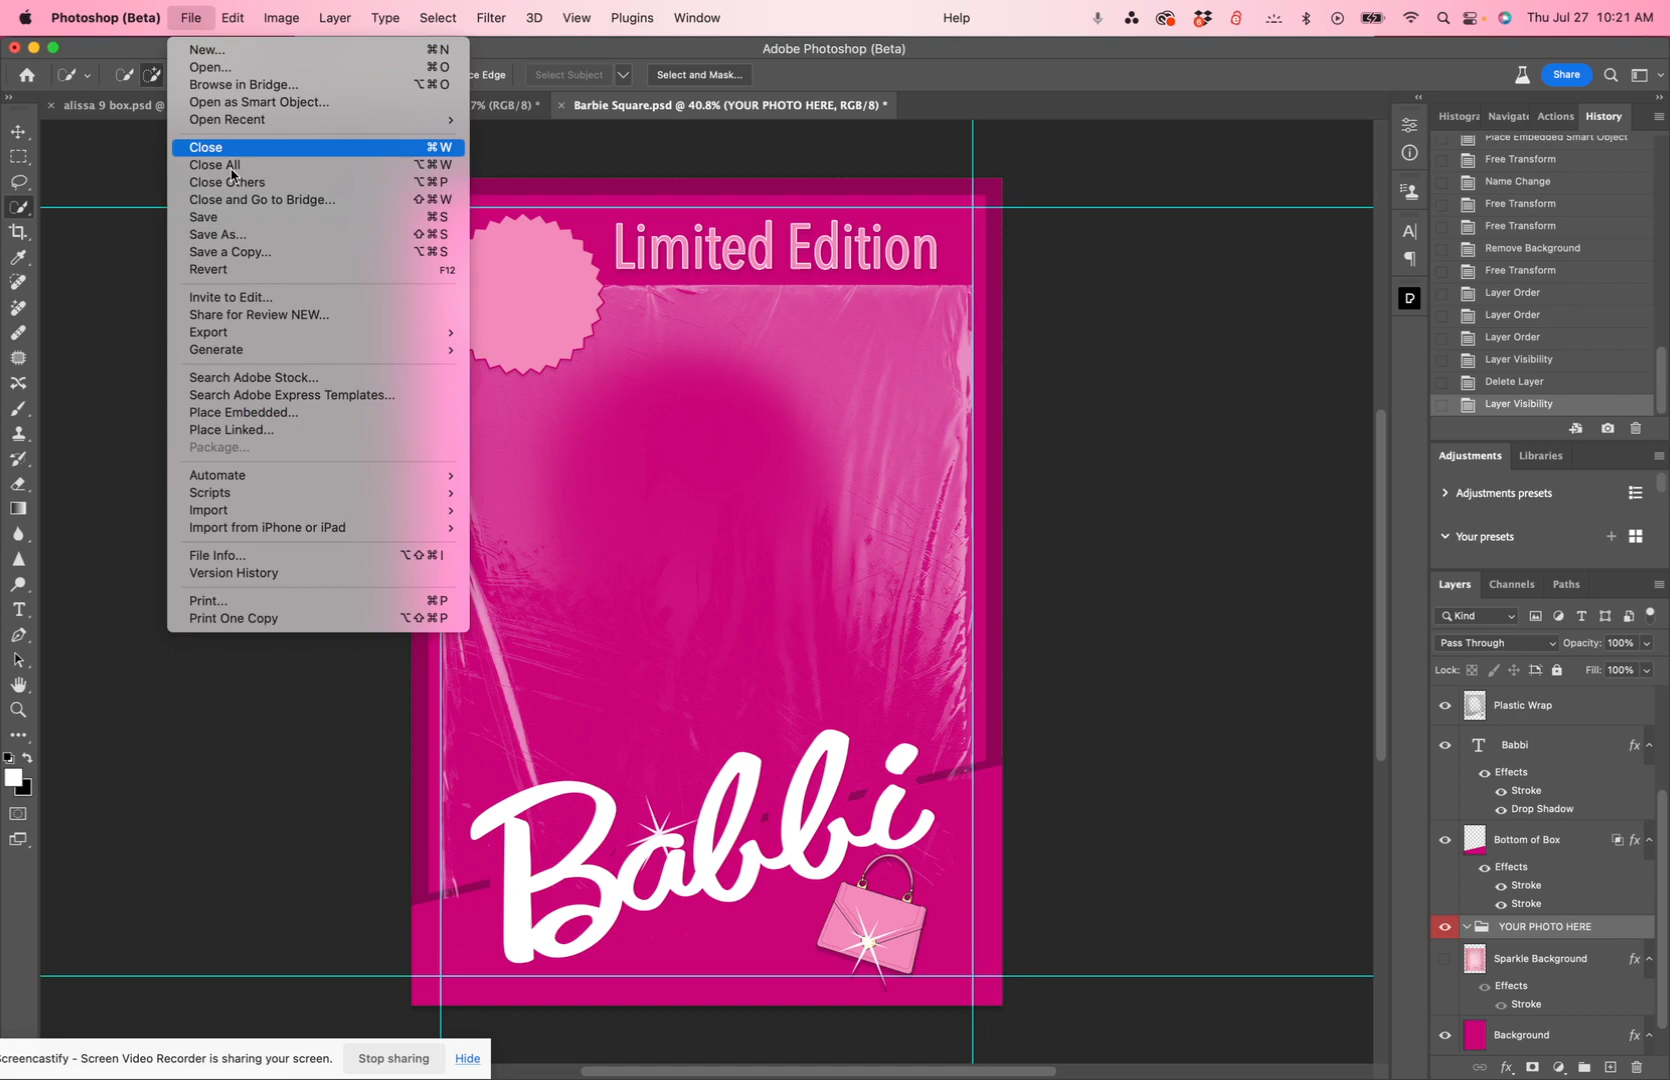 Photoshop (Beta) File Edit Image Layer Type Select Filter 3D View Plugins Window Help Thu Jul 27 10:21 AM
Adobe Photoshop (Beta)
ce Edge Select Subject Select and Mask... Share
alissa 9 box.psd @ 7% (RGB/8) * Barbie Square.psd @ 40.8% (YOUR PHOTO HERE, RGB/8) *
New... ⌘N
Open... ⌘O
Browse in Bridge... ⌥⌘O
Open as Smart Object...
Open Recent
Close ⌘W
Close All ⌥⌘W
Close Others ⌥⌘P
Close and Go to Bridge... ⇧⌘W
Save ⌘S
Save As... ⇧⌘S
Save a Copy... ⌥⌘S
Revert F12
Invite to Edit...
Share for Review NEW...
Export
Generate
Search Adobe Stock...
Search Adobe Express Templates...
Place Embedded...
Place Linked...
Package...
Automate
Scripts
Import
Import from iPhone or iPad
File Info... ⌥⇧⌘I
Version History
Print... ⌘P
Print One Copy ⌥⇧⌘P
Limited Edition
Babbi
Histogra Navigate Actions History
Place Embedded Smart Object
Free Transform
Name Change
Free Transform
Free Transform
Remove Background
Free Transform
Layer Order
Layer Order
Layer Order
Layer Visibility
Delete Layer
Layer Visibility
Adjustments Libraries
Adjustments presets
Your presets
Layers Channels Paths
Kind
Pass Through Opacity: 100%
Lock: Fill: 100%
Plastic Wrap
T Babbi fx
Effects
Stroke
Drop Shadow
Bottom of Box fx
Effects
Stroke
Stroke
YOUR PHOTO HERE
Sparkle Background fx
Effects
Stroke
Background fx
Screencastify - Screen Video Recorder is sharing your screen. Stop sharing Hide